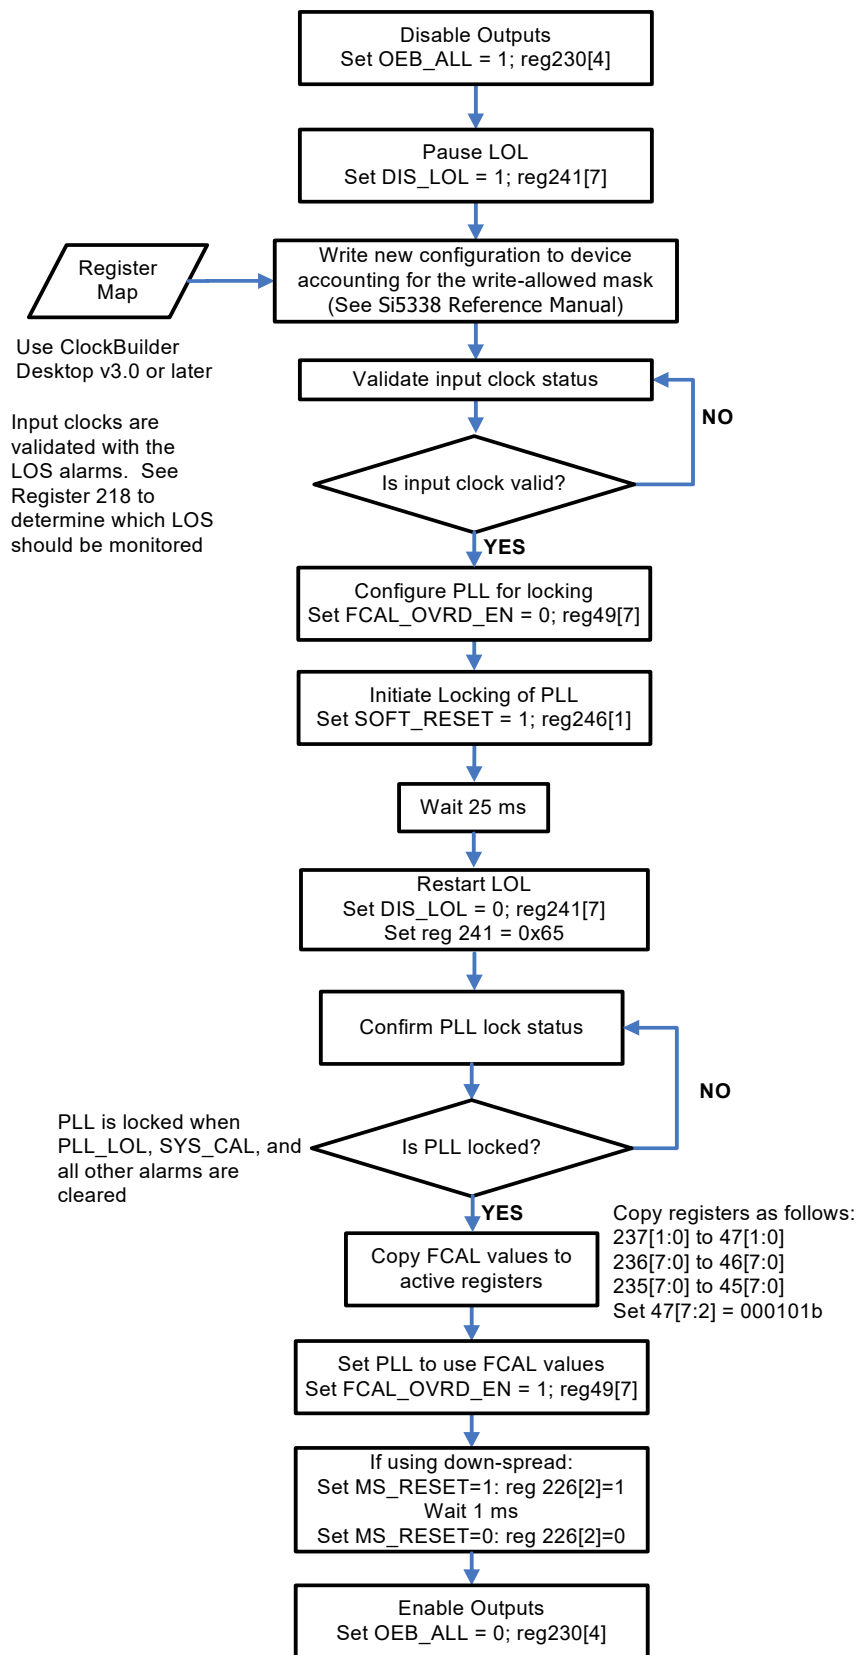 Disable Outputs
Set OEB_ALL = 1; reg230[4]
Pause LOL
Set DIS_LOL = 1; reg241[7]
Register
Map
Write new configuration to device
accounting for the write-allowed mask
(See Si5338 Reference Manual)
Use ClockBuilder
Desktop v3.0 or later
Validate input clock status
NO
Input clocks are
validated with the
LOS alarms.  See
Register 218 to
determine which LOS
should be monitored
Is input clock valid?
YES
Configure PLL for locking
Set FCAL_OVRD_EN = 0; reg49[7]
Initiate Locking of PLL
Set SOFT_RESET = 1; reg246[1]
Wait 25 ms
Restart LOL
Set DIS_LOL = 0; reg241[7]
Set reg 241 = 0x65
Confirm PLL lock status
NO
PLL is locked when
PLL_LOL, SYS_CAL, and
all other alarms are
cleared
Is PLL locked?
YES
Copy FCAL values to
active registers
Copy registers as follows:
237[1:0] to 47[1:0]
236[7:0] to 46[7:0]
235[7:0] to 45[7:0]
Set 47[7:2] = 000101b
Set PLL to use FCAL values
Set FCAL_OVRD_EN = 1; reg49[7]
If using down-spread:
Set MS_RESET=1: reg 226[2]=1
Wait 1 ms
Set MS_RESET=0: reg 226[2]=0
Enable Outputs
Set OEB_ALL = 0; reg230[4]